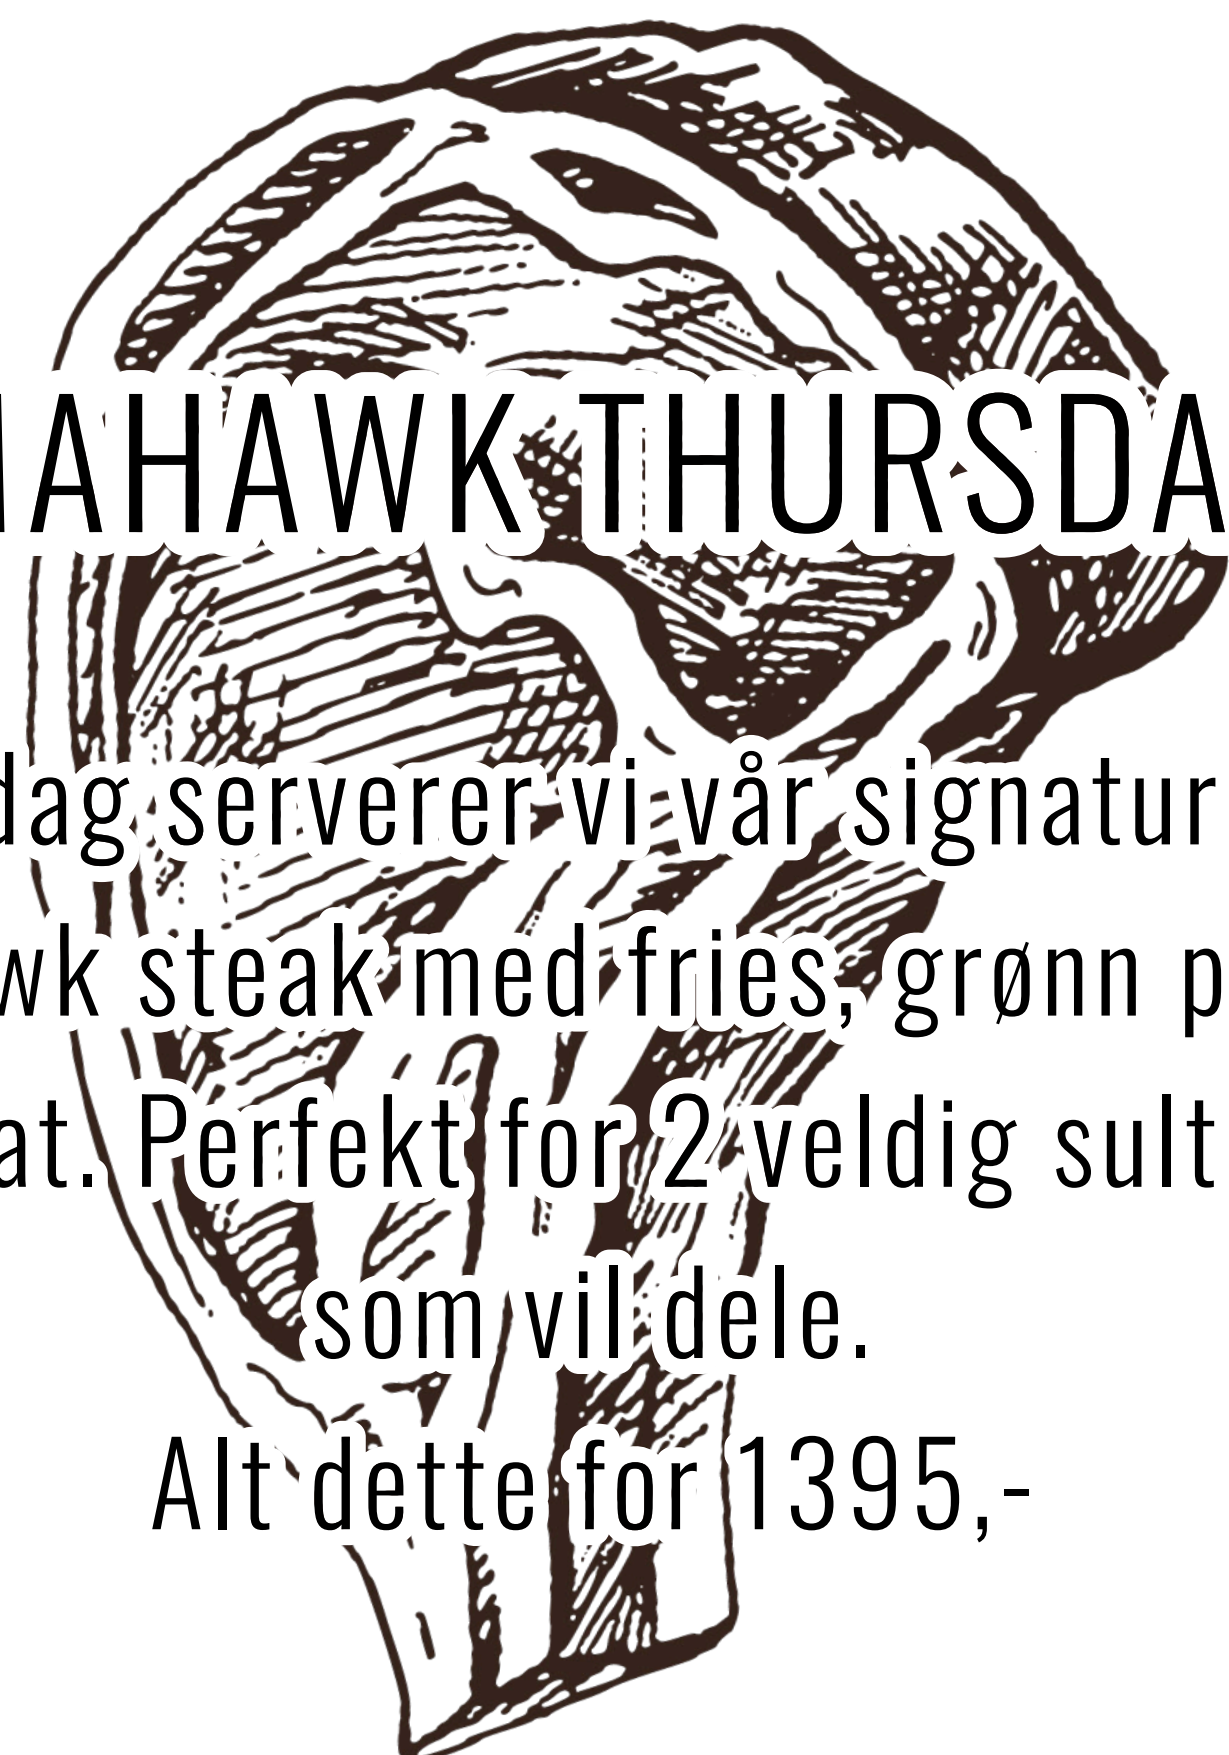 MAHAWK THURSDA
dag serverer vi vår signatur
wk steak med fries, grønn p
at. Perfekt for 2 veldig sult
som vil dele.
Alt dette for 1395,-